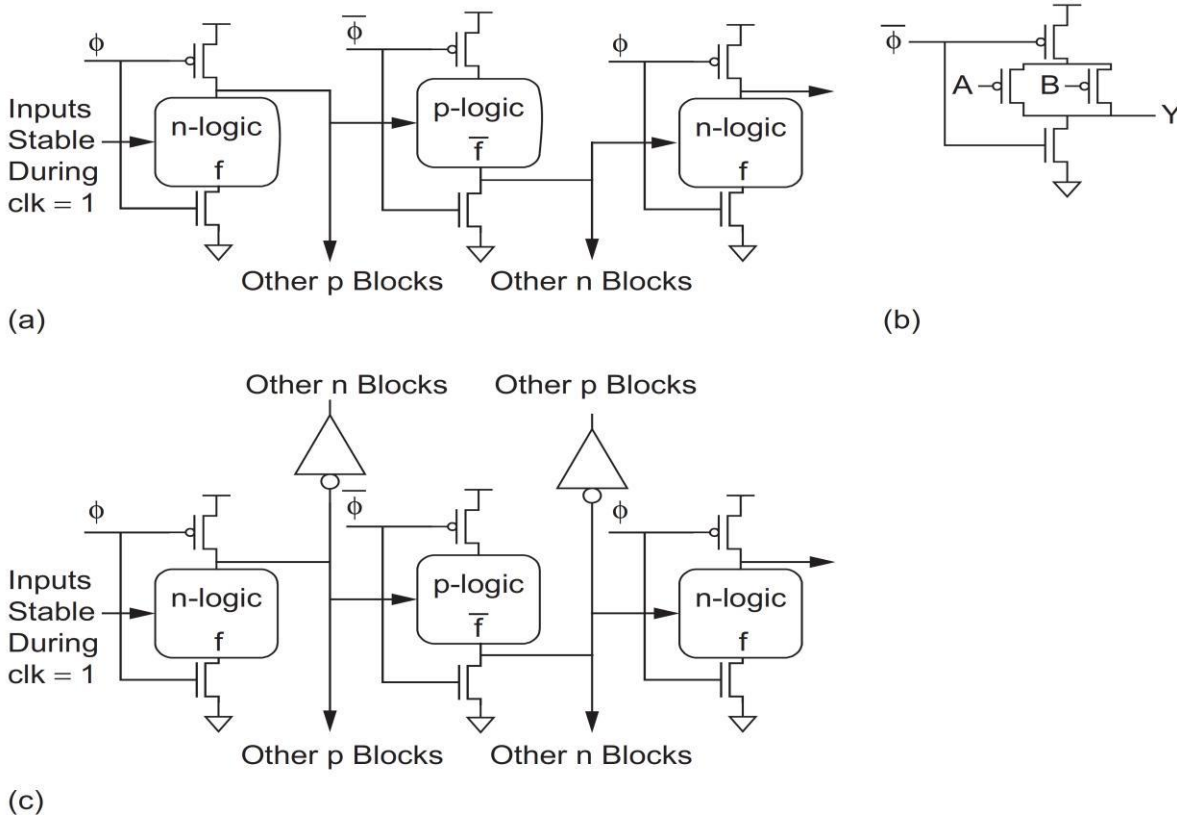 ϕ
ϕ̅
ϕ
ϕ̅
Inputs
Stable
During
clk = 1
n-logic
f
p-logic
f̅
n-logic
f
A
B
Y
Other p Blocks
Other n Blocks
(a)
(b)
Other n Blocks
Other p Blocks
ϕ
ϕ̅
ϕ
Inputs
Stable
During
clk = 1
n-logic
f
p-logic
f̅
n-logic
f
Other p Blocks
Other n Blocks
(c)